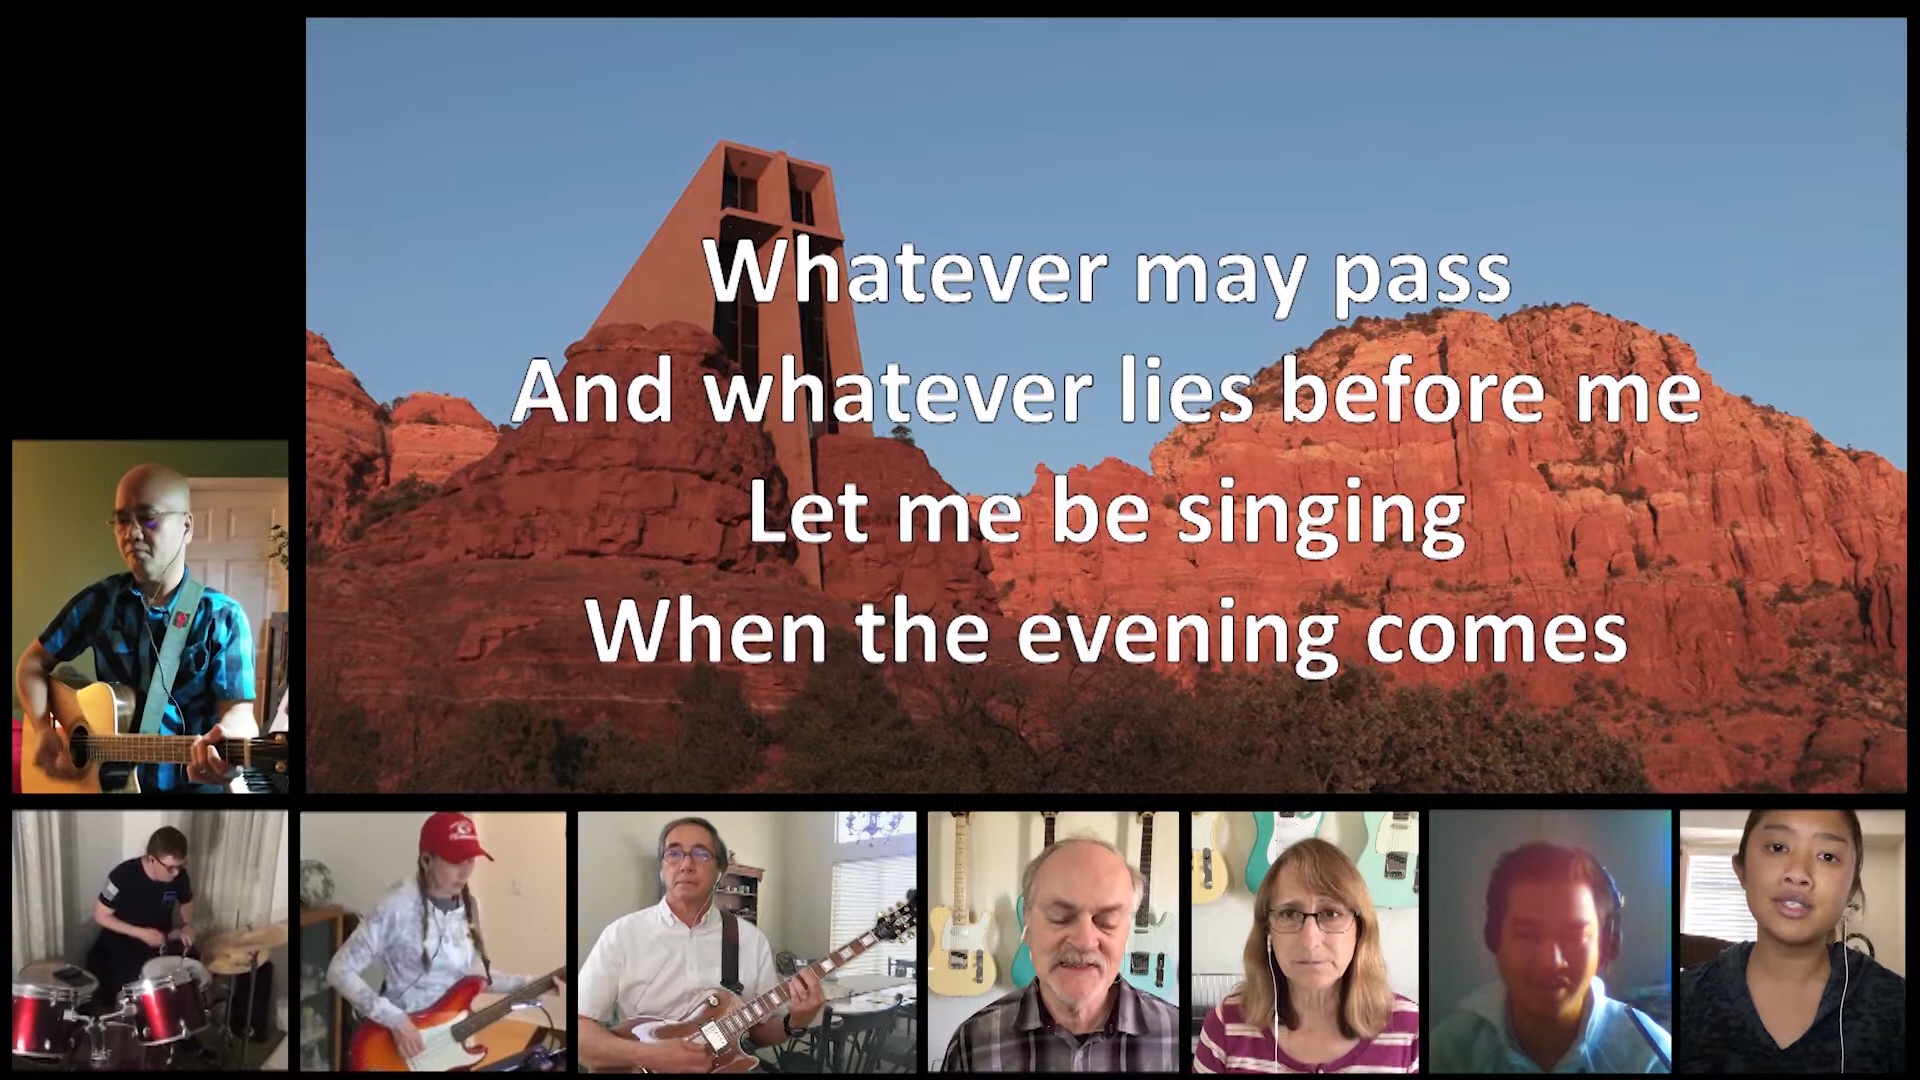 Whatever may pass
And whatever lies before me
Let me be singing
When the evening comes